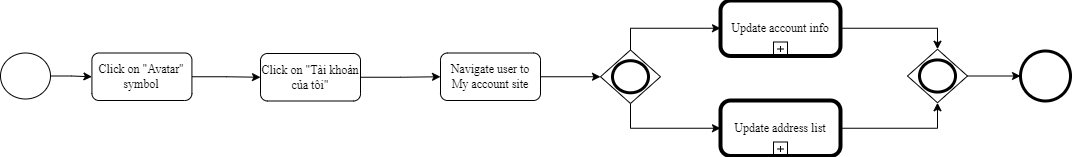 Click on "Avatar"
symbol
Click on "Tài khoản
của tôi"
Navigate user to
My account site
Update account info
Update address list